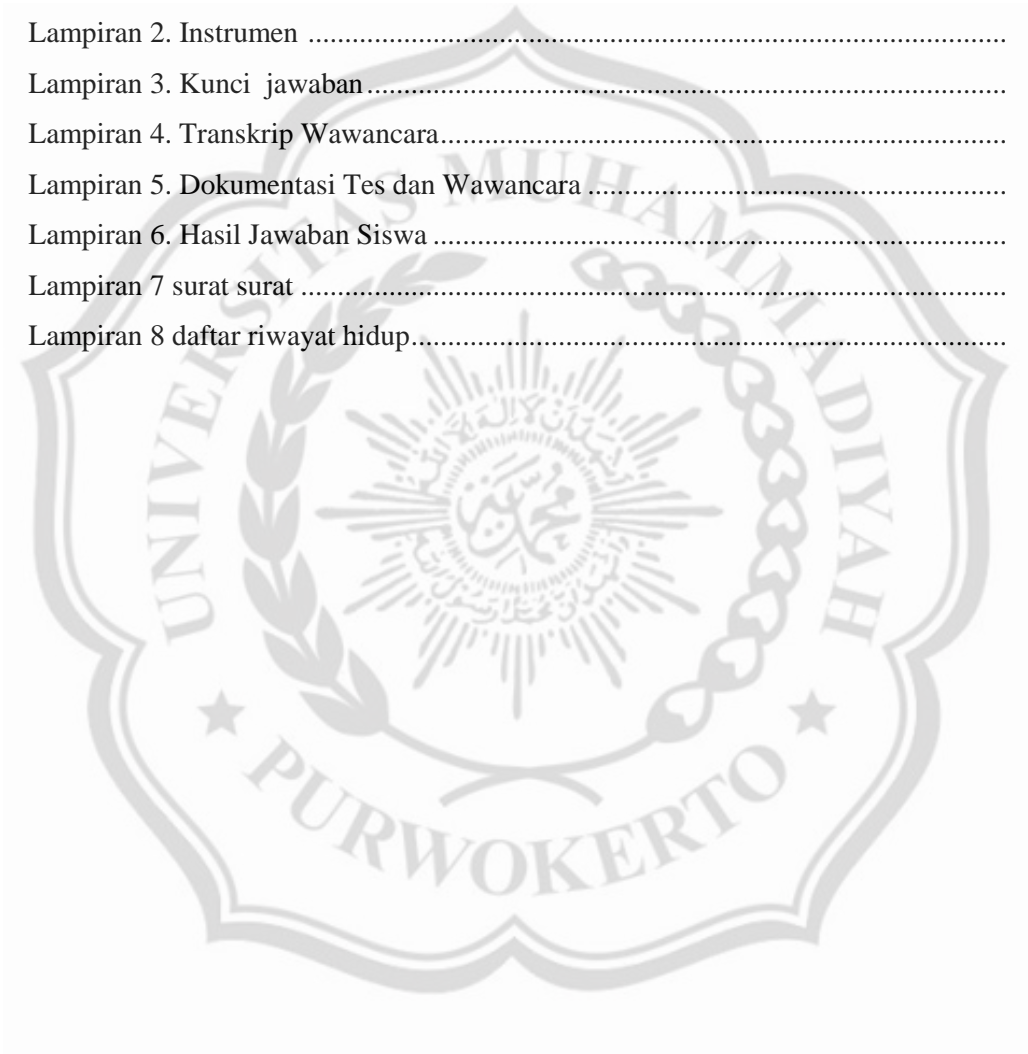 Lampiran 2. Instrumen ................................................................................................
Lampiran 3. Kunci  jawaban........................................................................................
Lampiran 4. Transkrip Wawancara..............................................................................
Lampiran 5. Dokumentasi Tes dan Wawancara ..........................................................
Lampiran 6. Hasil Jawaban Siswa ...............................................................................
Lampiran 7 surat surat .................................................................................................
Lampiran 8 daftar riwayat hidup..................................................................................
UNIVERSITAS MUHAMMADIYAH
PURWOKERTO